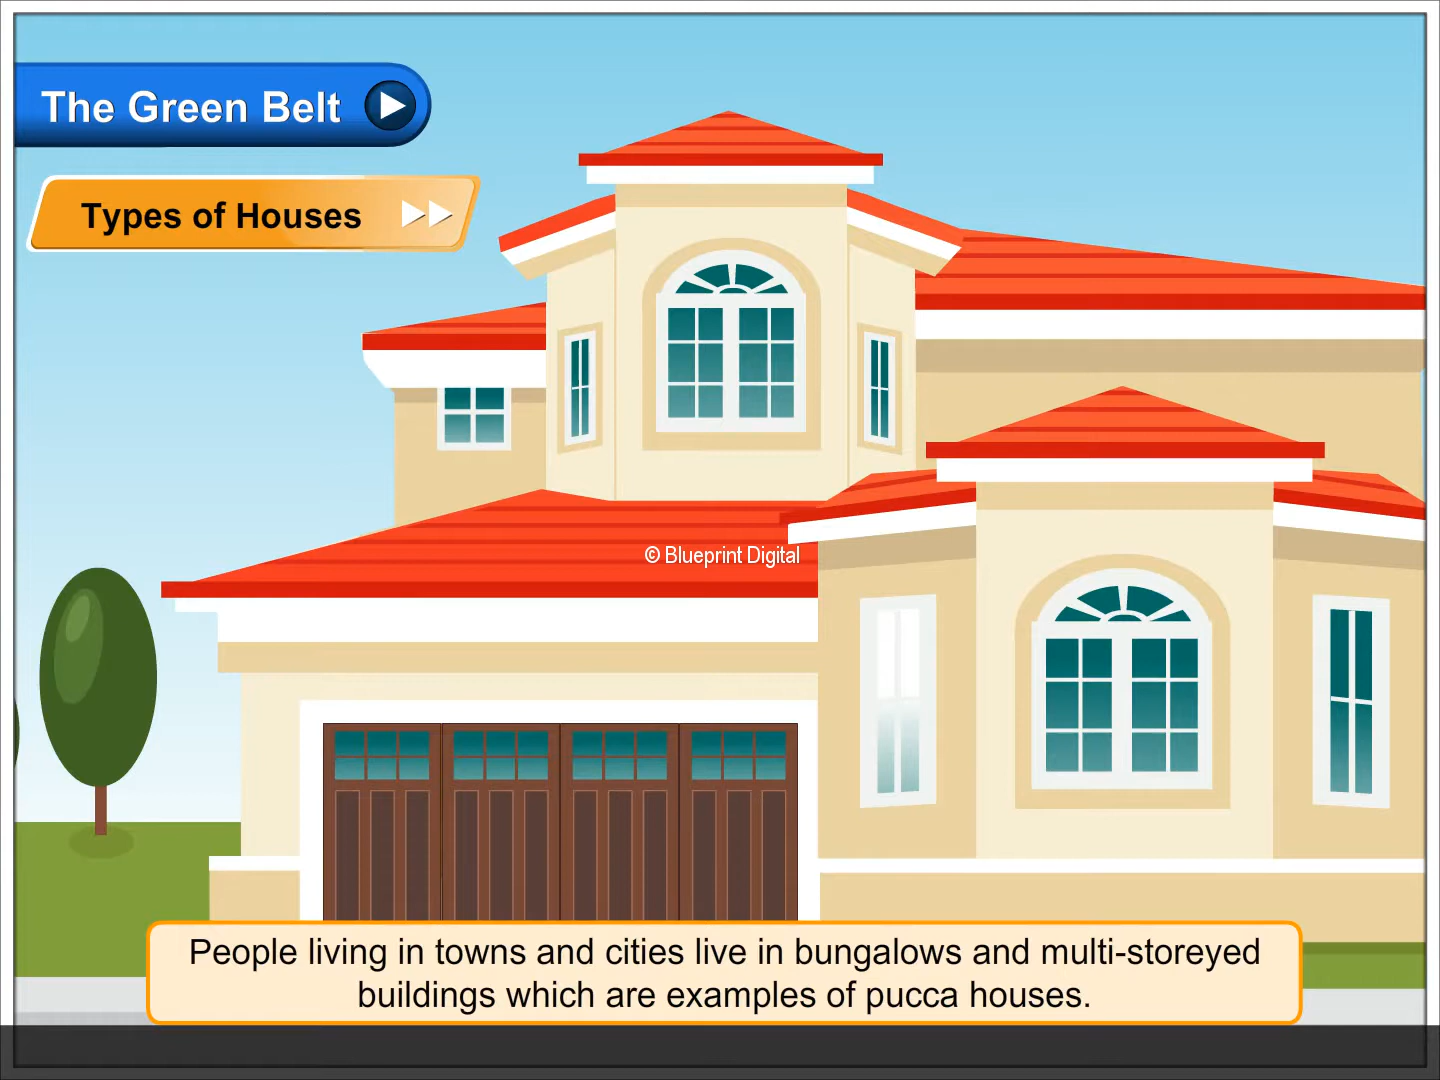 The Green Belt
Types of Houses
© Blueprint Digital
People living in towns and cities live in bungalows and multi-storeyed
buildings which are examples of pucca houses.